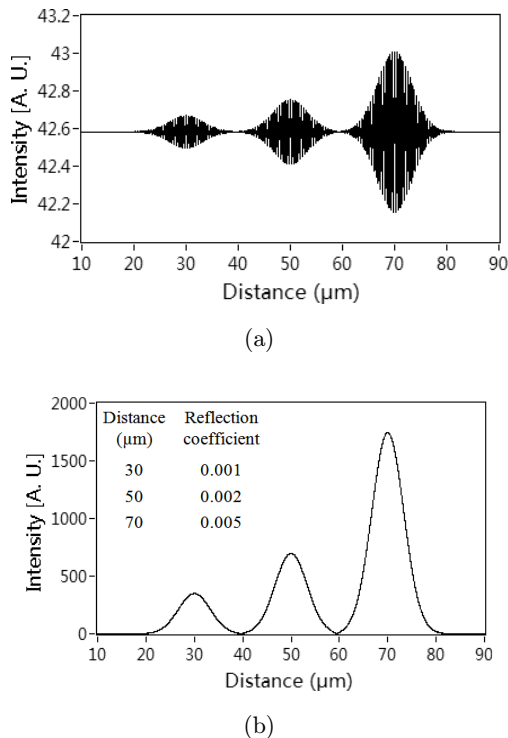 43.2
43
42.8
42.6
42.4
42.2
42
Intensity [A. U.]
10 20 30 40 50 60 70 80 90
Distance (µm)
(a)
2000
1500
1000
500
0
Intensity [A. U.]
Distance Reflection
(µm) coefficient
30 0.001
50 0.002
70 0.005
10 20 30 40 50 60 70 80 90
Distance (µm)
(b)